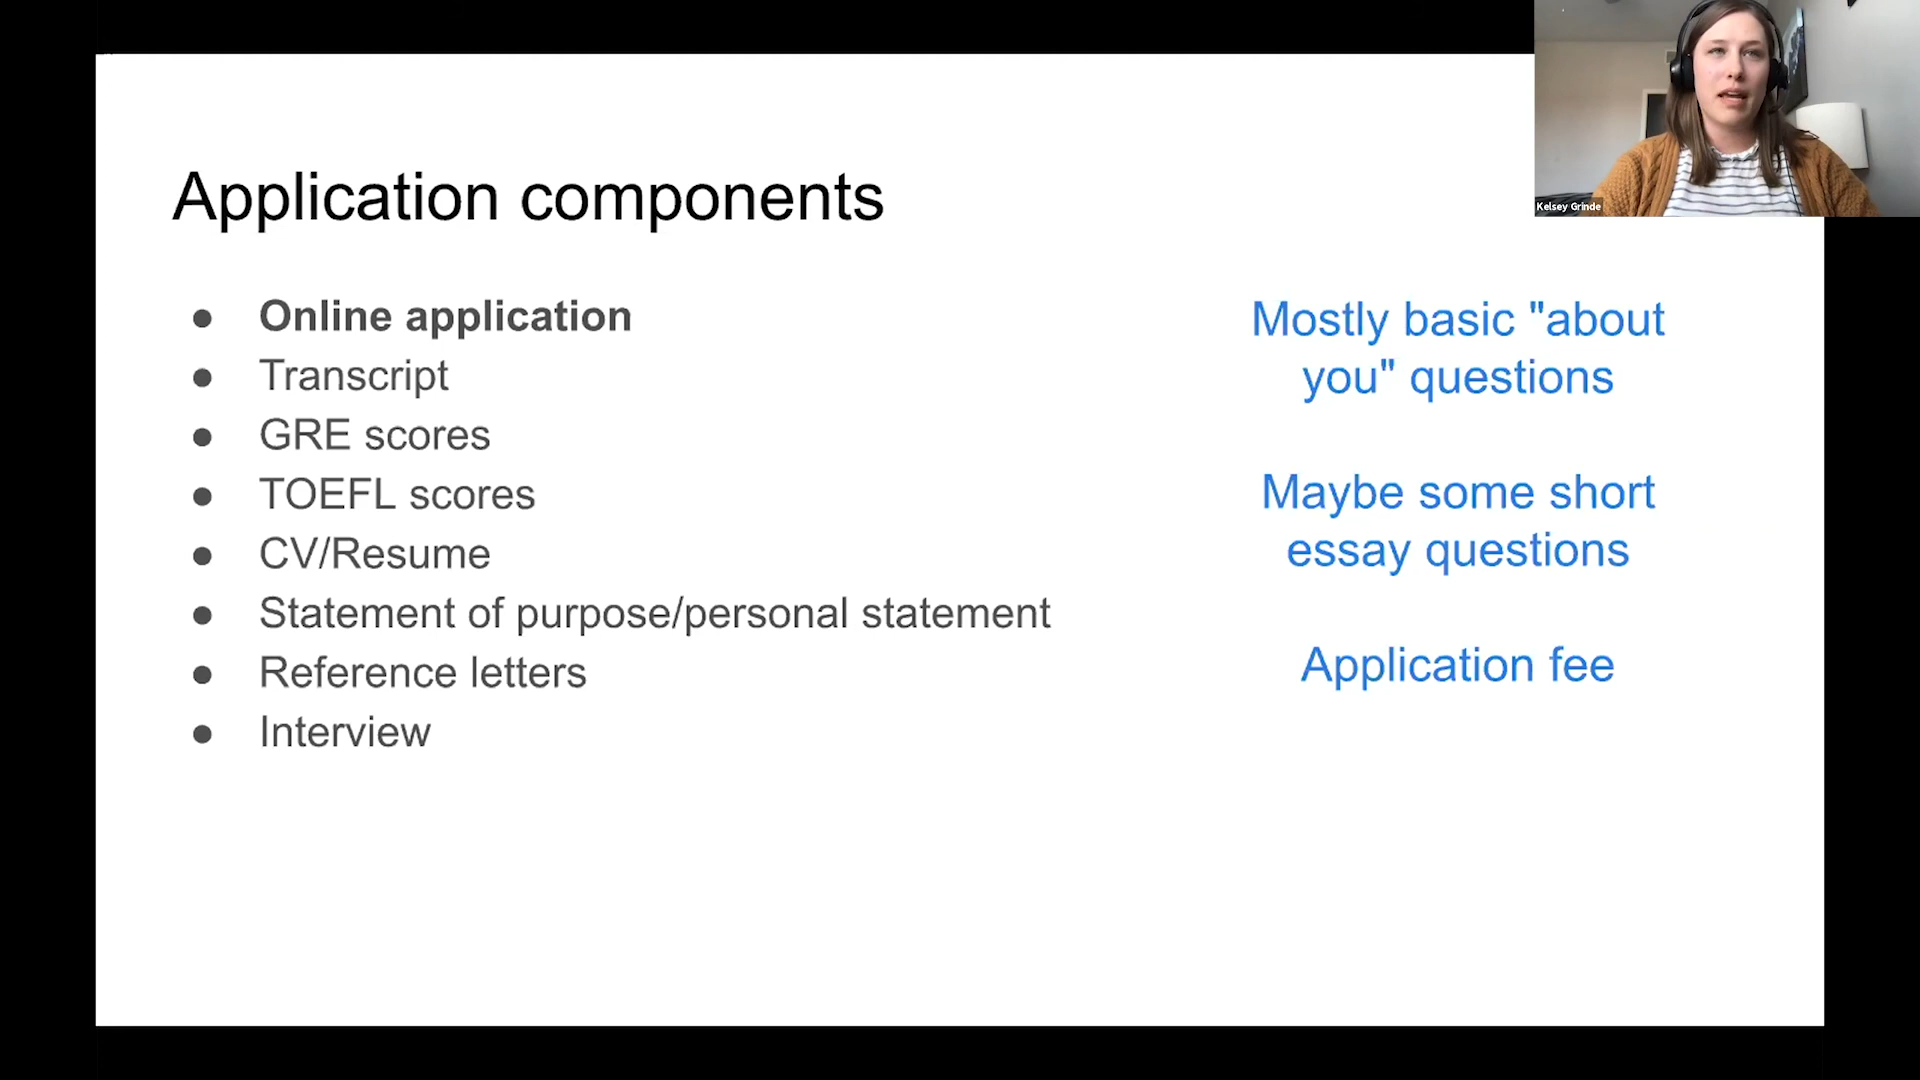 Application components
● Online application
● Transcript
● GRE scores
● TOEFL scores
● CV/Resume
● Statement of purpose/personal statement
● Reference letters
● Interview
Mostly basic "about
you" questions
Maybe some short
essay questions
Application fee
Kelsey Grinde